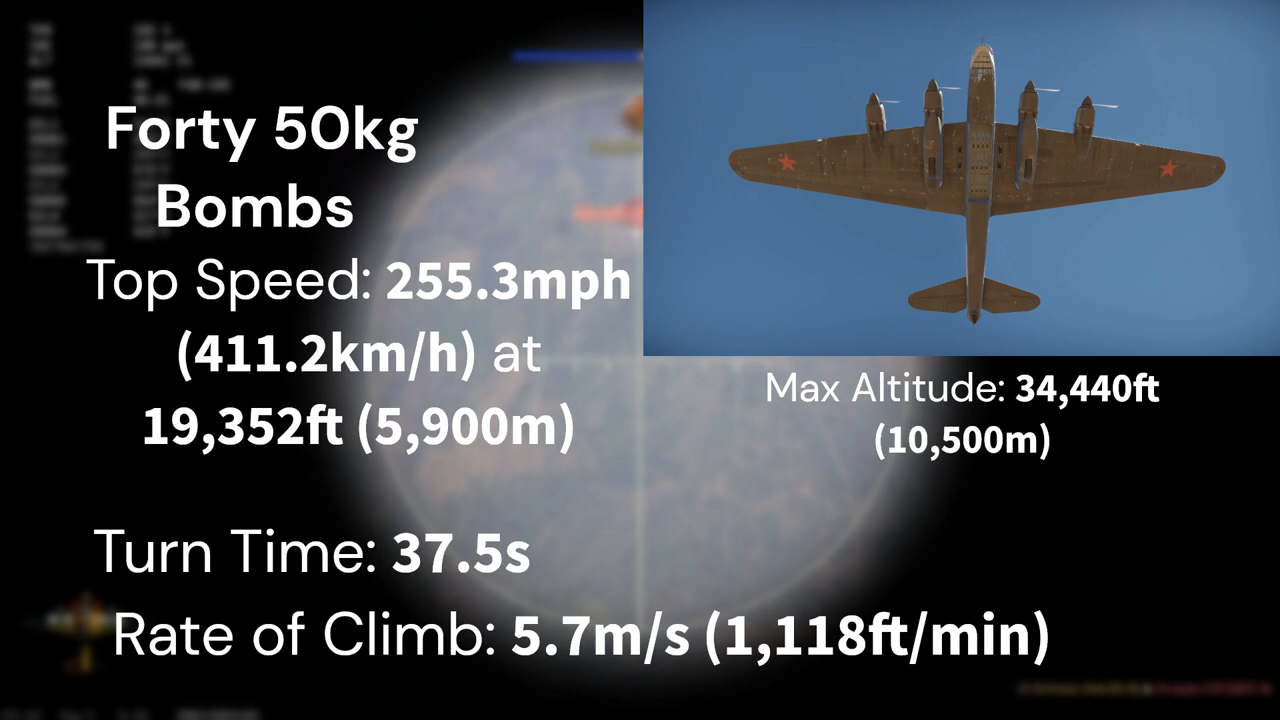 Forty 50kg
Bombs
Top Speed: 255.3mph
(411.2km/h) at
19,352ft (5,900m)
Max Altitude: 34,440ft
(10,500m)
Turn Time: 37.5s
Rate of Climb: 5.7m/s (1,118ft/min)